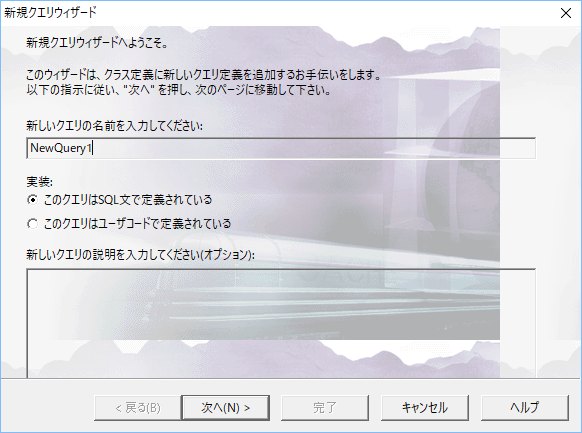 新規クエリウィザード
新規クエリウィザードへようこそ。
このウィザードは、クラス定義に新しいクエリ定義を追加するお手伝いをします。
以下の指示に従い、"次へ" を押し、次のページに移動して下さい。
新しいクエリの名前を入力してください:
NewQuery1
実装:
このクエリはSQL文で定義されている
このクエリはユーザコードで定義されている
新しいクエリの説明を入力してください(オプション):
< 戻る(B)
次へ(N) >
完了
キャンセル
ヘルプ